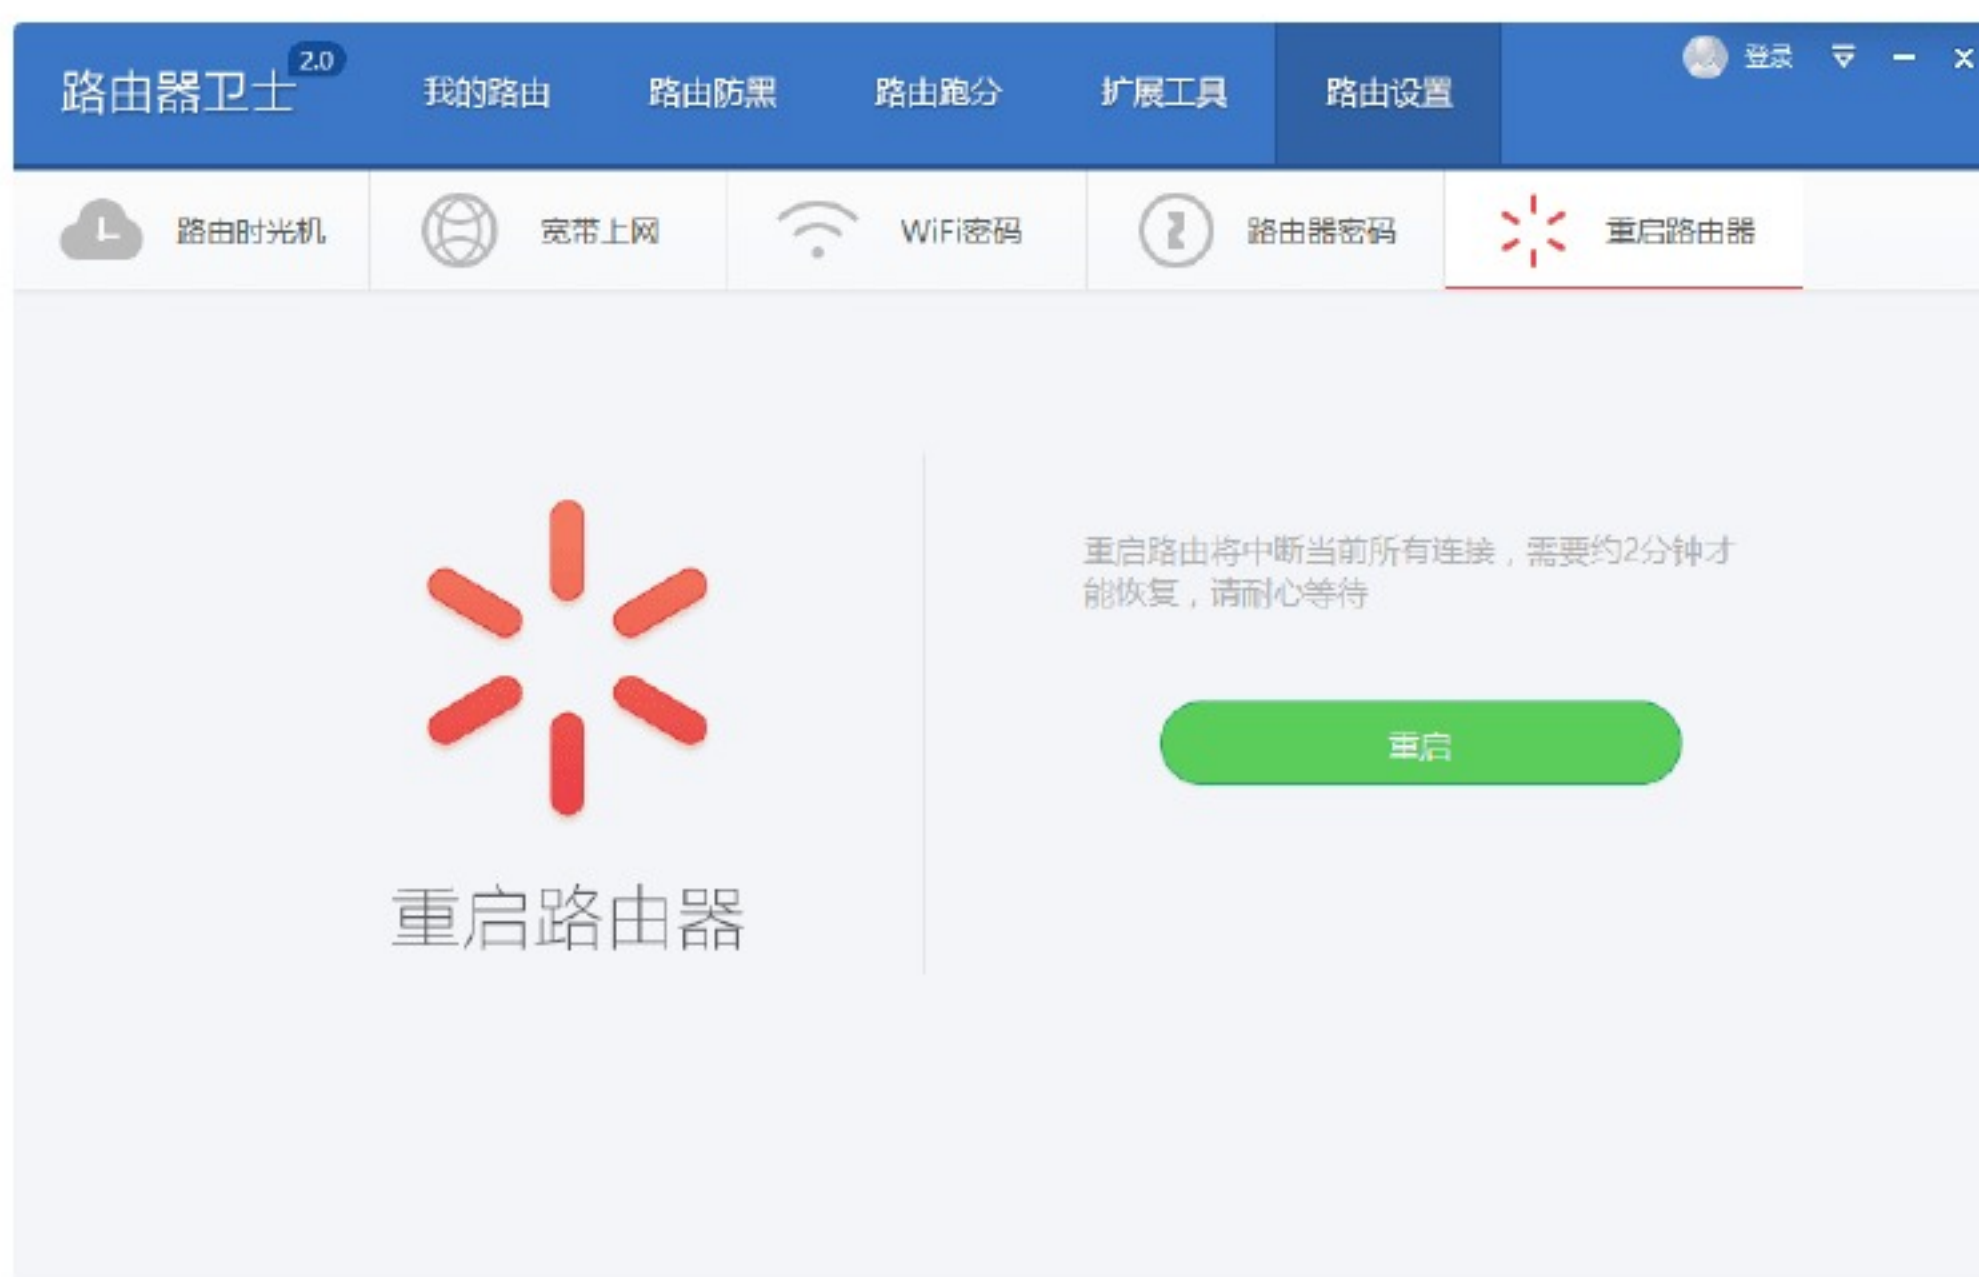 路由器卫士 2.0
我的路由 路由防黑 路由跑分 扩展工具 路由设置 登录
路由时光机 宽带上网 WiFi密码 路由器密码 重启路由器
重启路由将中断当前所有连接，需要约2分钟才
能恢复，请耐心等待
重启
重启路由器